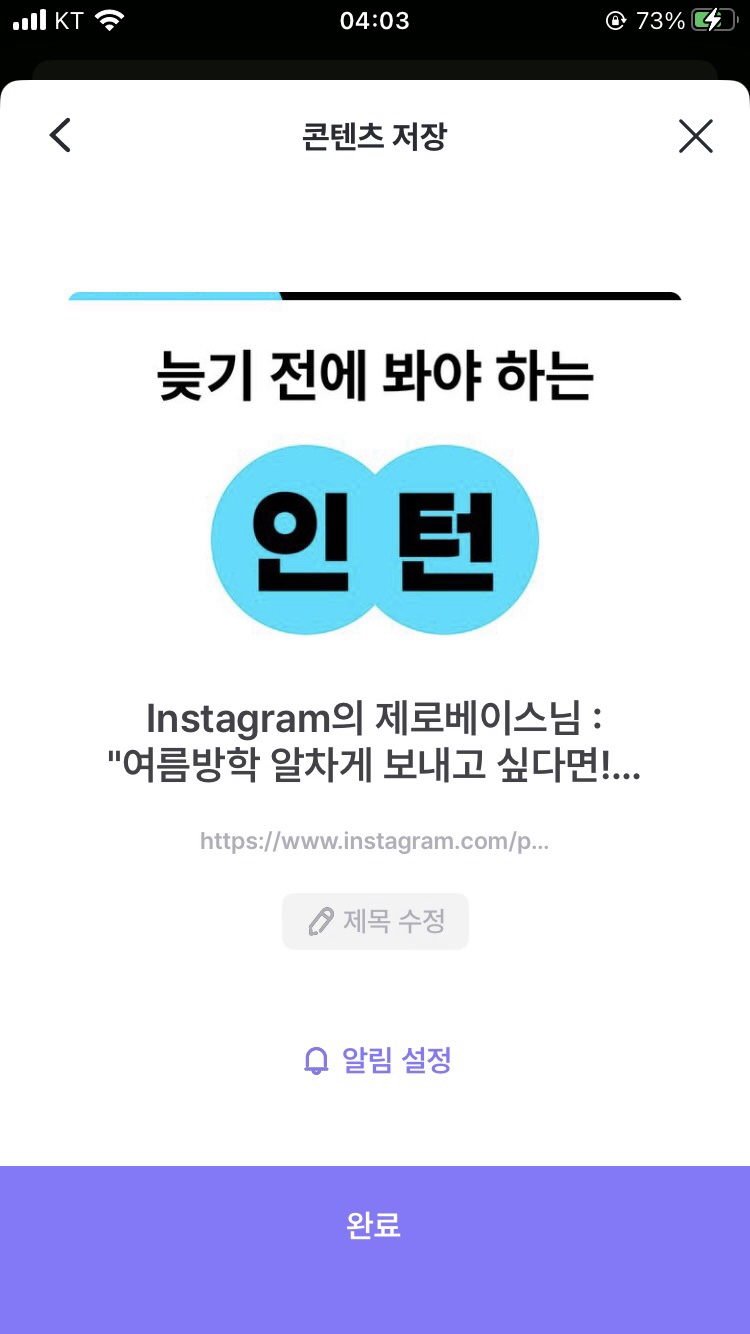 KT 04:03 73%
콘텐츠 저장
늦기 전에 봐야 하는
인 턴
Instagram의 제로베이스님 :
"여름방학 알차게 보내고 싶다면!...
https://www.instagram.com/p...
제목 수정
알림 설정
완료